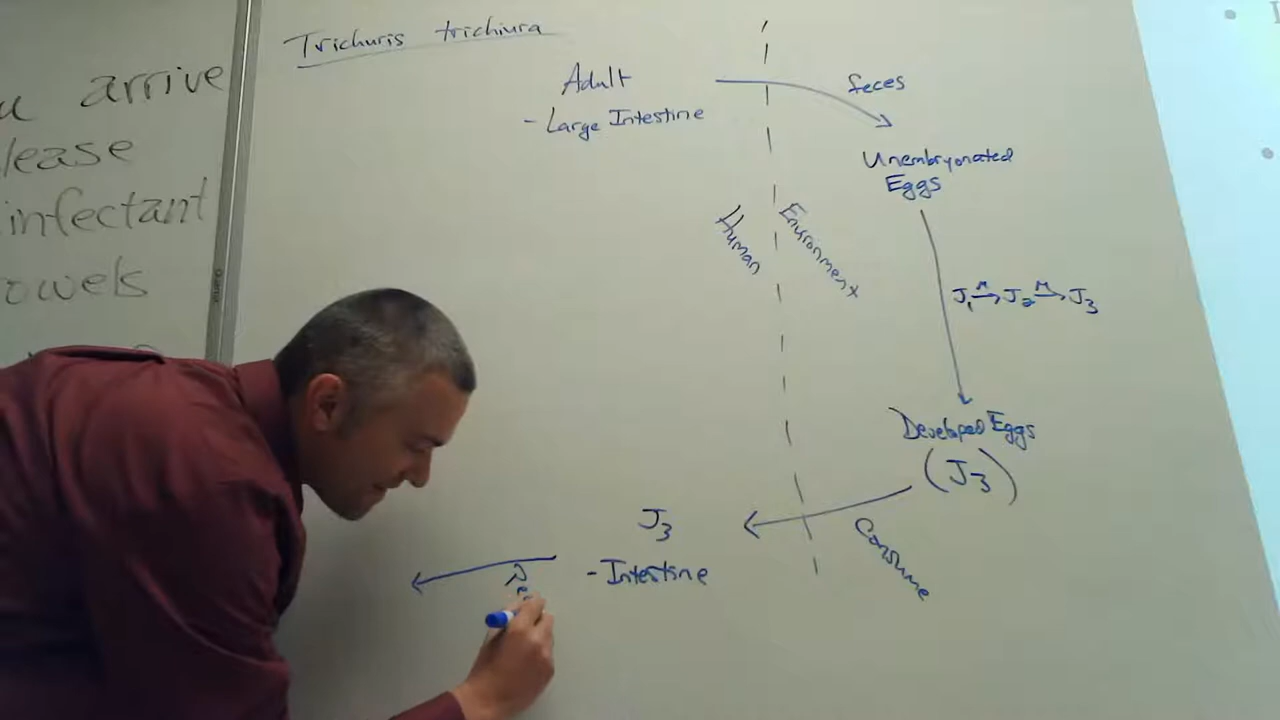 arrive
lease
infectant
owels
Trichuris trichiura
Adult
- Large Intestine
feces
Unembryonated
Eggs
Human
Environment
J1 M→ J2 M→ J3
Developed Eggs
(J3)
Consume
J3
- Intestine
Pe